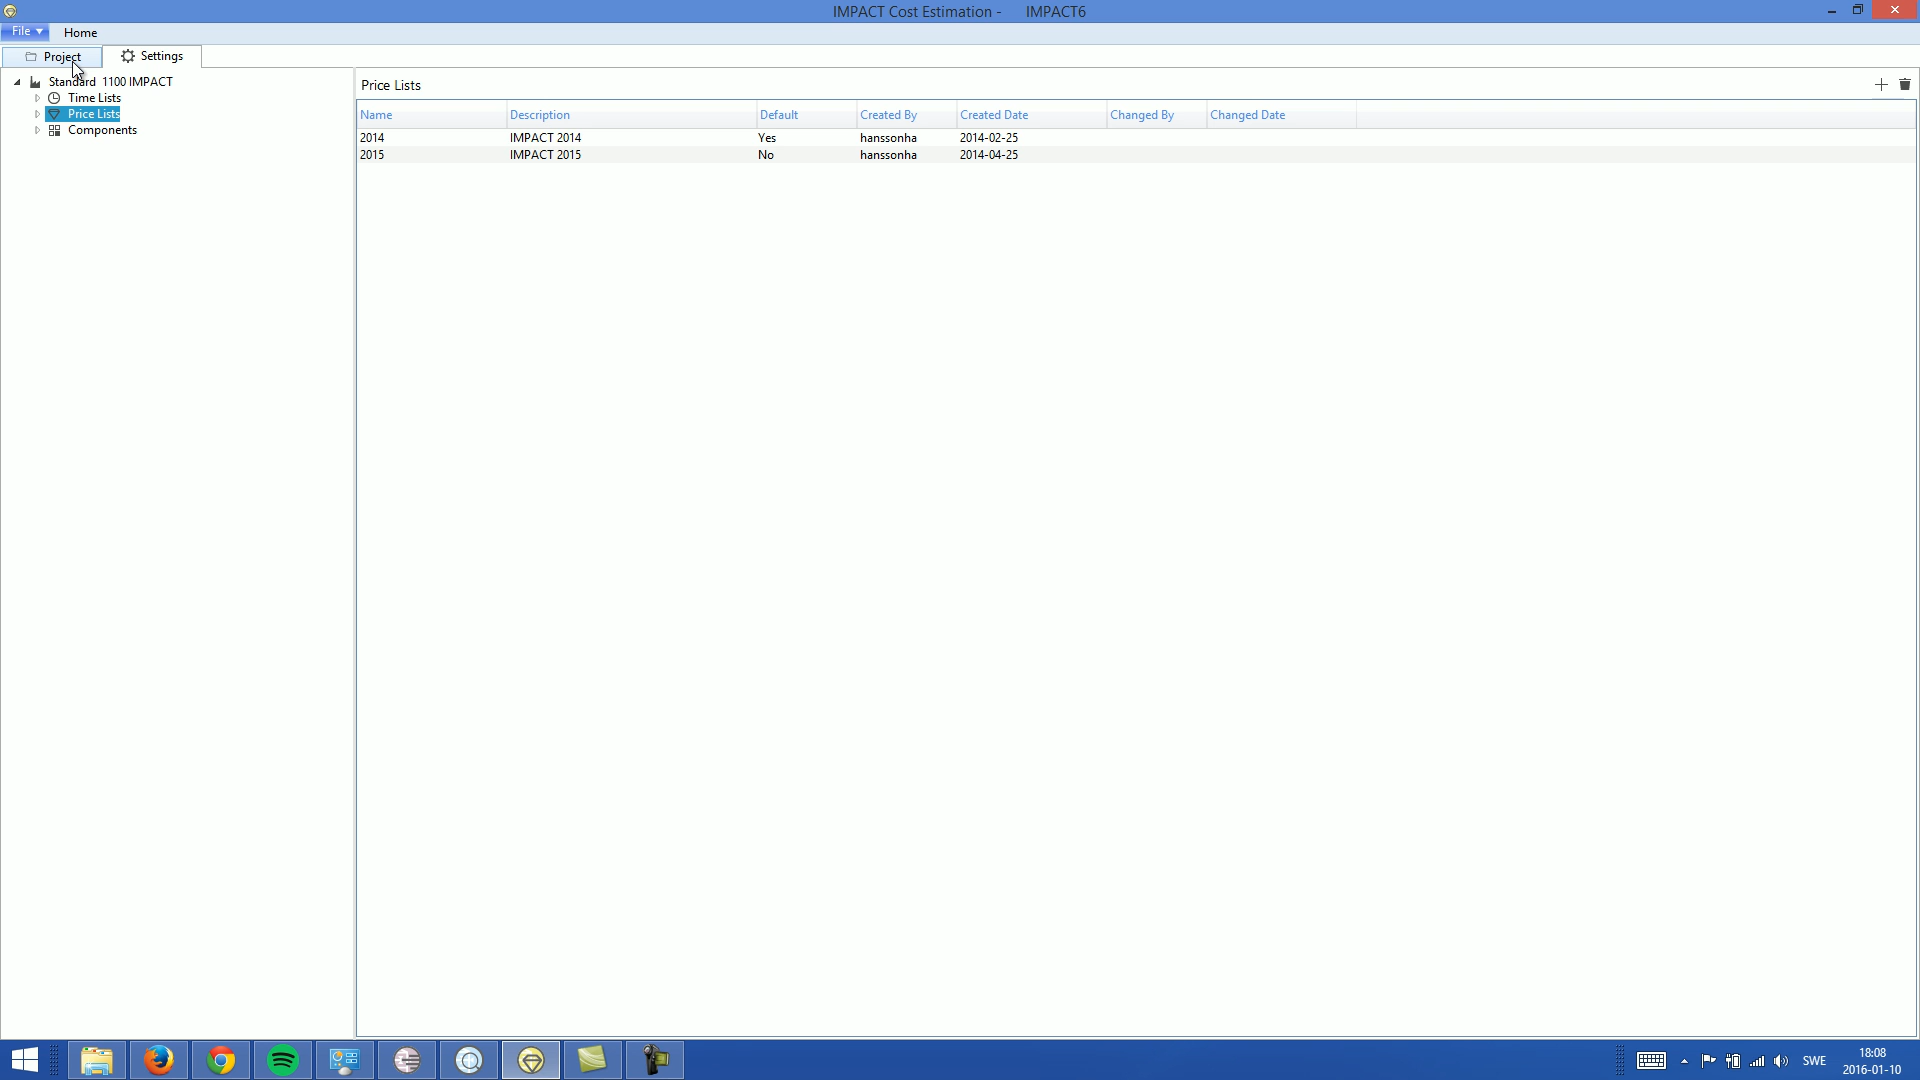 IMPACT Cost Estimation - IMPACT6
File Home
Project Settings
Standard 1100 IMPACT
Time Lists
Price Lists
Components
Price Lists
Name Description Default Created By Created Date Changed By Changed Date
2014 IMPACT 2014 Yes hanssonha 2014-02-25
2015 IMPACT 2015 No hanssonha 2014-04-25
SWE
18:08
2016-01-10